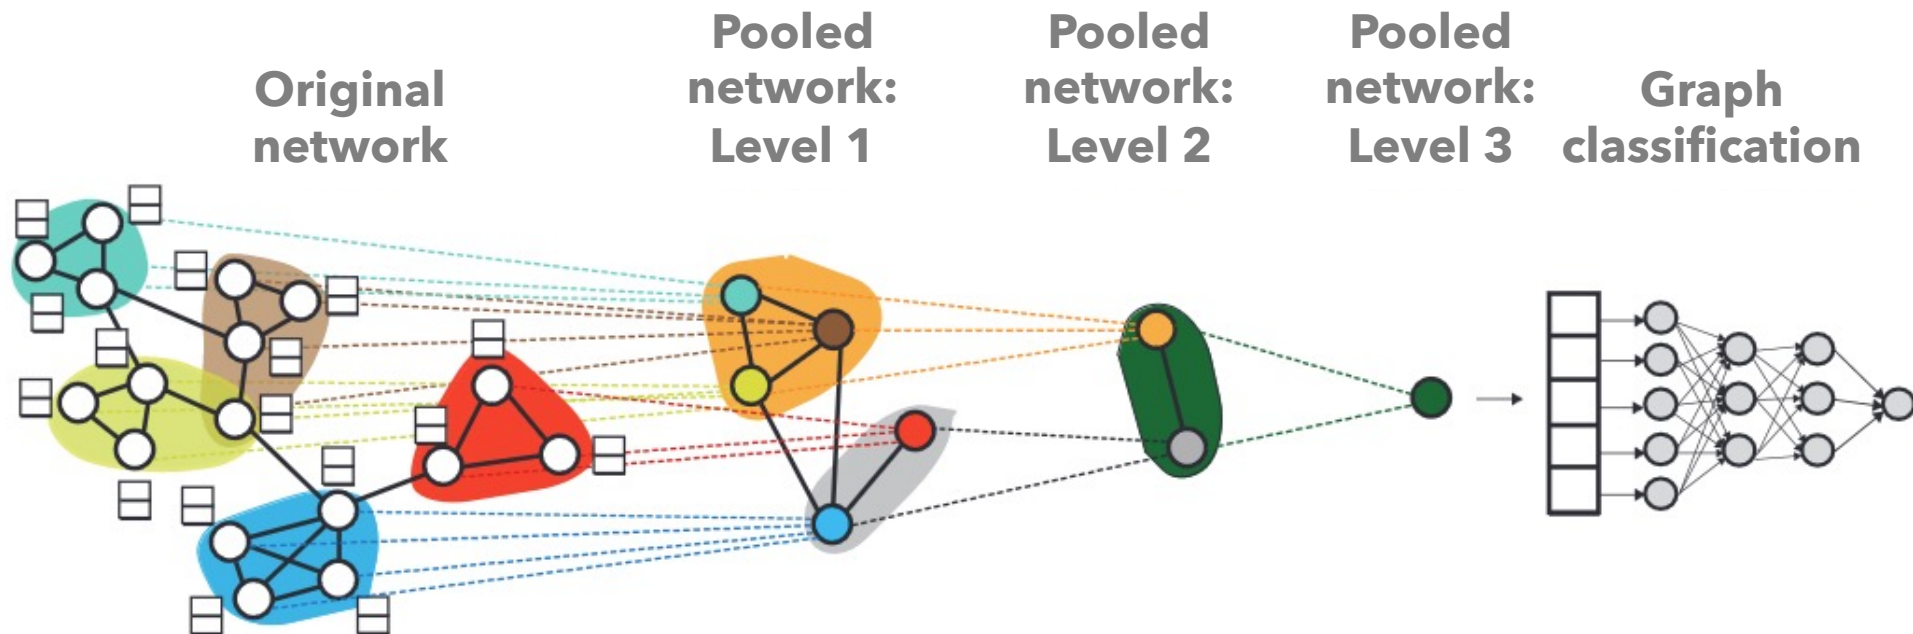 Original
network
Pooled
network:
Level 1
Pooled
network:
Level 2
Pooled
network:
Level 3
Graph
classification